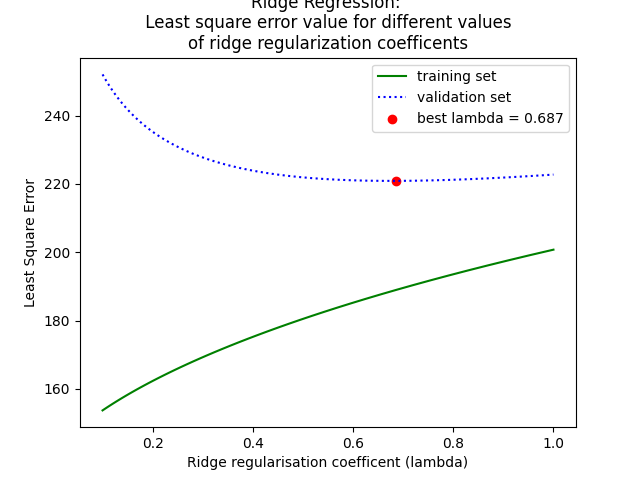 Ridge Regression:
Least square error value for different values
of ridge regularization coefficents
training set
validation set
best lambda = 0.687
Least Square Error
240
220
200
180
160
0.2 0.4 0.6 0.8 1.0
Ridge regularisation coefficent (lambda)